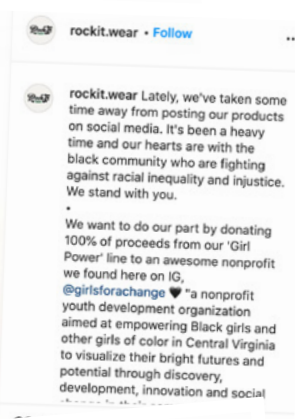 rockit.wear • Follow
rockit.wear Lately, we've taken some
time away from posting our products
on social media. It's been a heavy
time and our hearts are with the
black community who are fighting
against racial inequality and injustice.
We stand with you.
•
We want to do our part by donating
100% of proceeds from our 'Girl
Power' line to an awesome nonprofit
we found here on IG,
@girlsforachange 🖤 "a nonprofit
youth development organization
aimed at empowering Black girls and
other girls of color in Central Virginia
to visualize their bright futures and
potential through discovery,
development, innovation and social